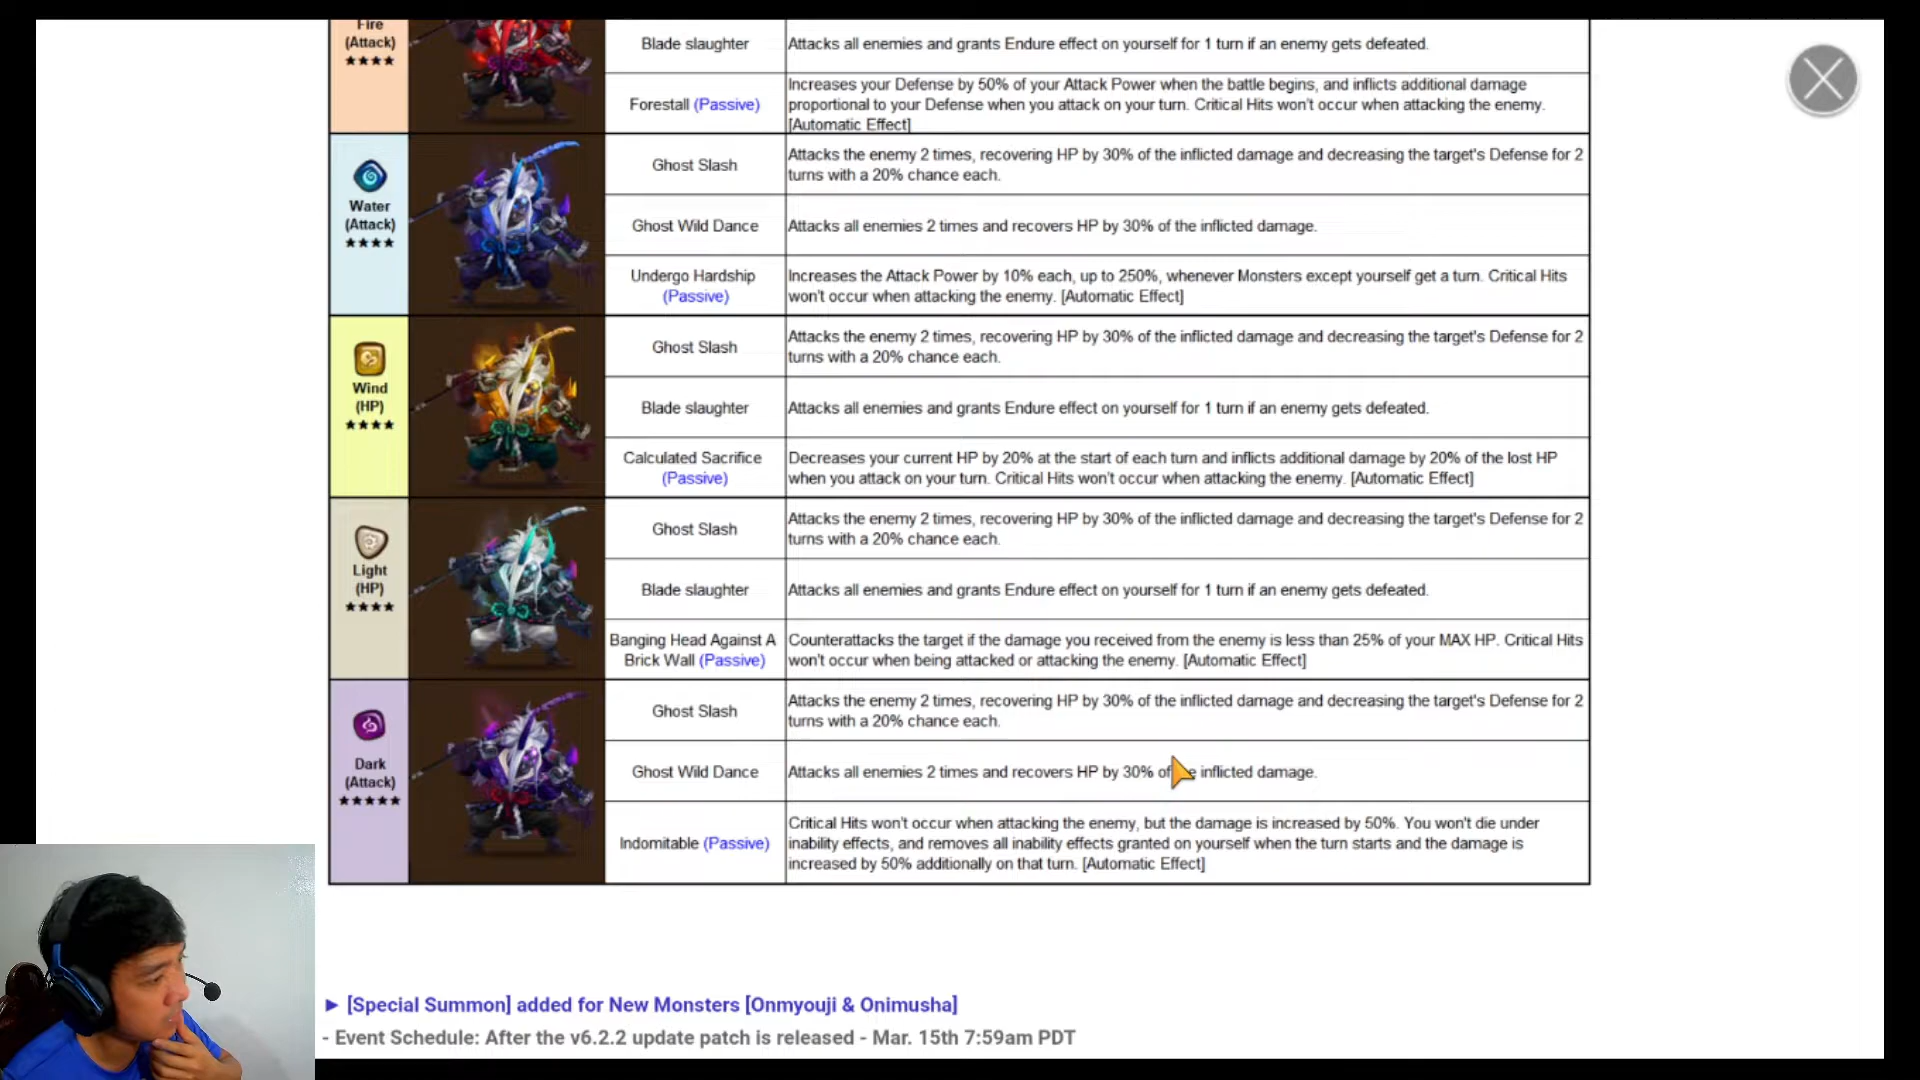 Fire
(Attack)
★★★★
Blade slaughter
Attacks all enemies and grants Endure effect on yourself for 1 turn if an enemy gets defeated.
Forestall (Passive)
Increases your Defense by 50% of your Attack Power when the battle begins, and inflicts additional damage
proportional to your Defense when you attack on your turn. Critical Hits won't occur when attacking the enemy.
[Automatic Effect]
Water
(Attack)
★★★★
Ghost Slash
Attacks the enemy 2 times, recovering HP by 30% of the inflicted damage and decreasing the target's Defense for 2
turns with a 20% chance each.
Ghost Wild Dance
Attacks all enemies 2 times and recovers HP by 30% of the inflicted damage.
Undergo Hardship
(Passive)
Increases the Attack Power by 10% each, up to 250%, whenever Monsters except yourself get a turn. Critical Hits
won't occur when attacking the enemy. [Automatic Effect]
Wind
(HP)
★★★★
Ghost Slash
Attacks the enemy 2 times, recovering HP by 30% of the inflicted damage and decreasing the target's Defense for 2
turns with a 20% chance each.
Blade slaughter
Attacks all enemies and grants Endure effect on yourself for 1 turn if an enemy gets defeated.
Calculated Sacrifice
(Passive)
Decreases your current HP by 20% at the start of each turn and inflicts additional damage by 20% of the lost HP
when you attack on your turn. Critical Hits won't occur when attacking the enemy. [Automatic Effect]
Light
(HP)
★★★★
Ghost Slash
Attacks the enemy 2 times, recovering HP by 30% of the inflicted damage and decreasing the target's Defense for 2
turns with a 20% chance each.
Blade slaughter
Attacks all enemies and grants Endure effect on yourself for 1 turn if an enemy gets defeated.
Banging Head Against A
Brick Wall (Passive)
Counterattacks the target if the damage you received from the enemy is less than 25% of your MAX HP. Critical Hits
won't occur when being attacked or attacking the enemy. [Automatic Effect]
Dark
(Attack)
★★★★★
Ghost Slash
Attacks the enemy 2 times, recovering HP by 30% of the inflicted damage and decreasing the target's Defense for 2
turns with a 20% chance each.
Ghost Wild Dance
Attacks all enemies 2 times and recovers HP by 30% of inflicted damage.
Indomitable (Passive)
Critical Hits won't occur when attacking the enemy, but the damage is increased by 50%. You won't die under
inability effects, and removes all inability effects granted on yourself when the turn starts and the damage is
increased by 50% additionally on that turn. [Automatic Effect]
► [Special Summon] added for New Monsters [Onmyouji & Onimusha]
- Event Schedule: After the v6.2.2 update patch is released - Mar. 15th 7:59am PDT